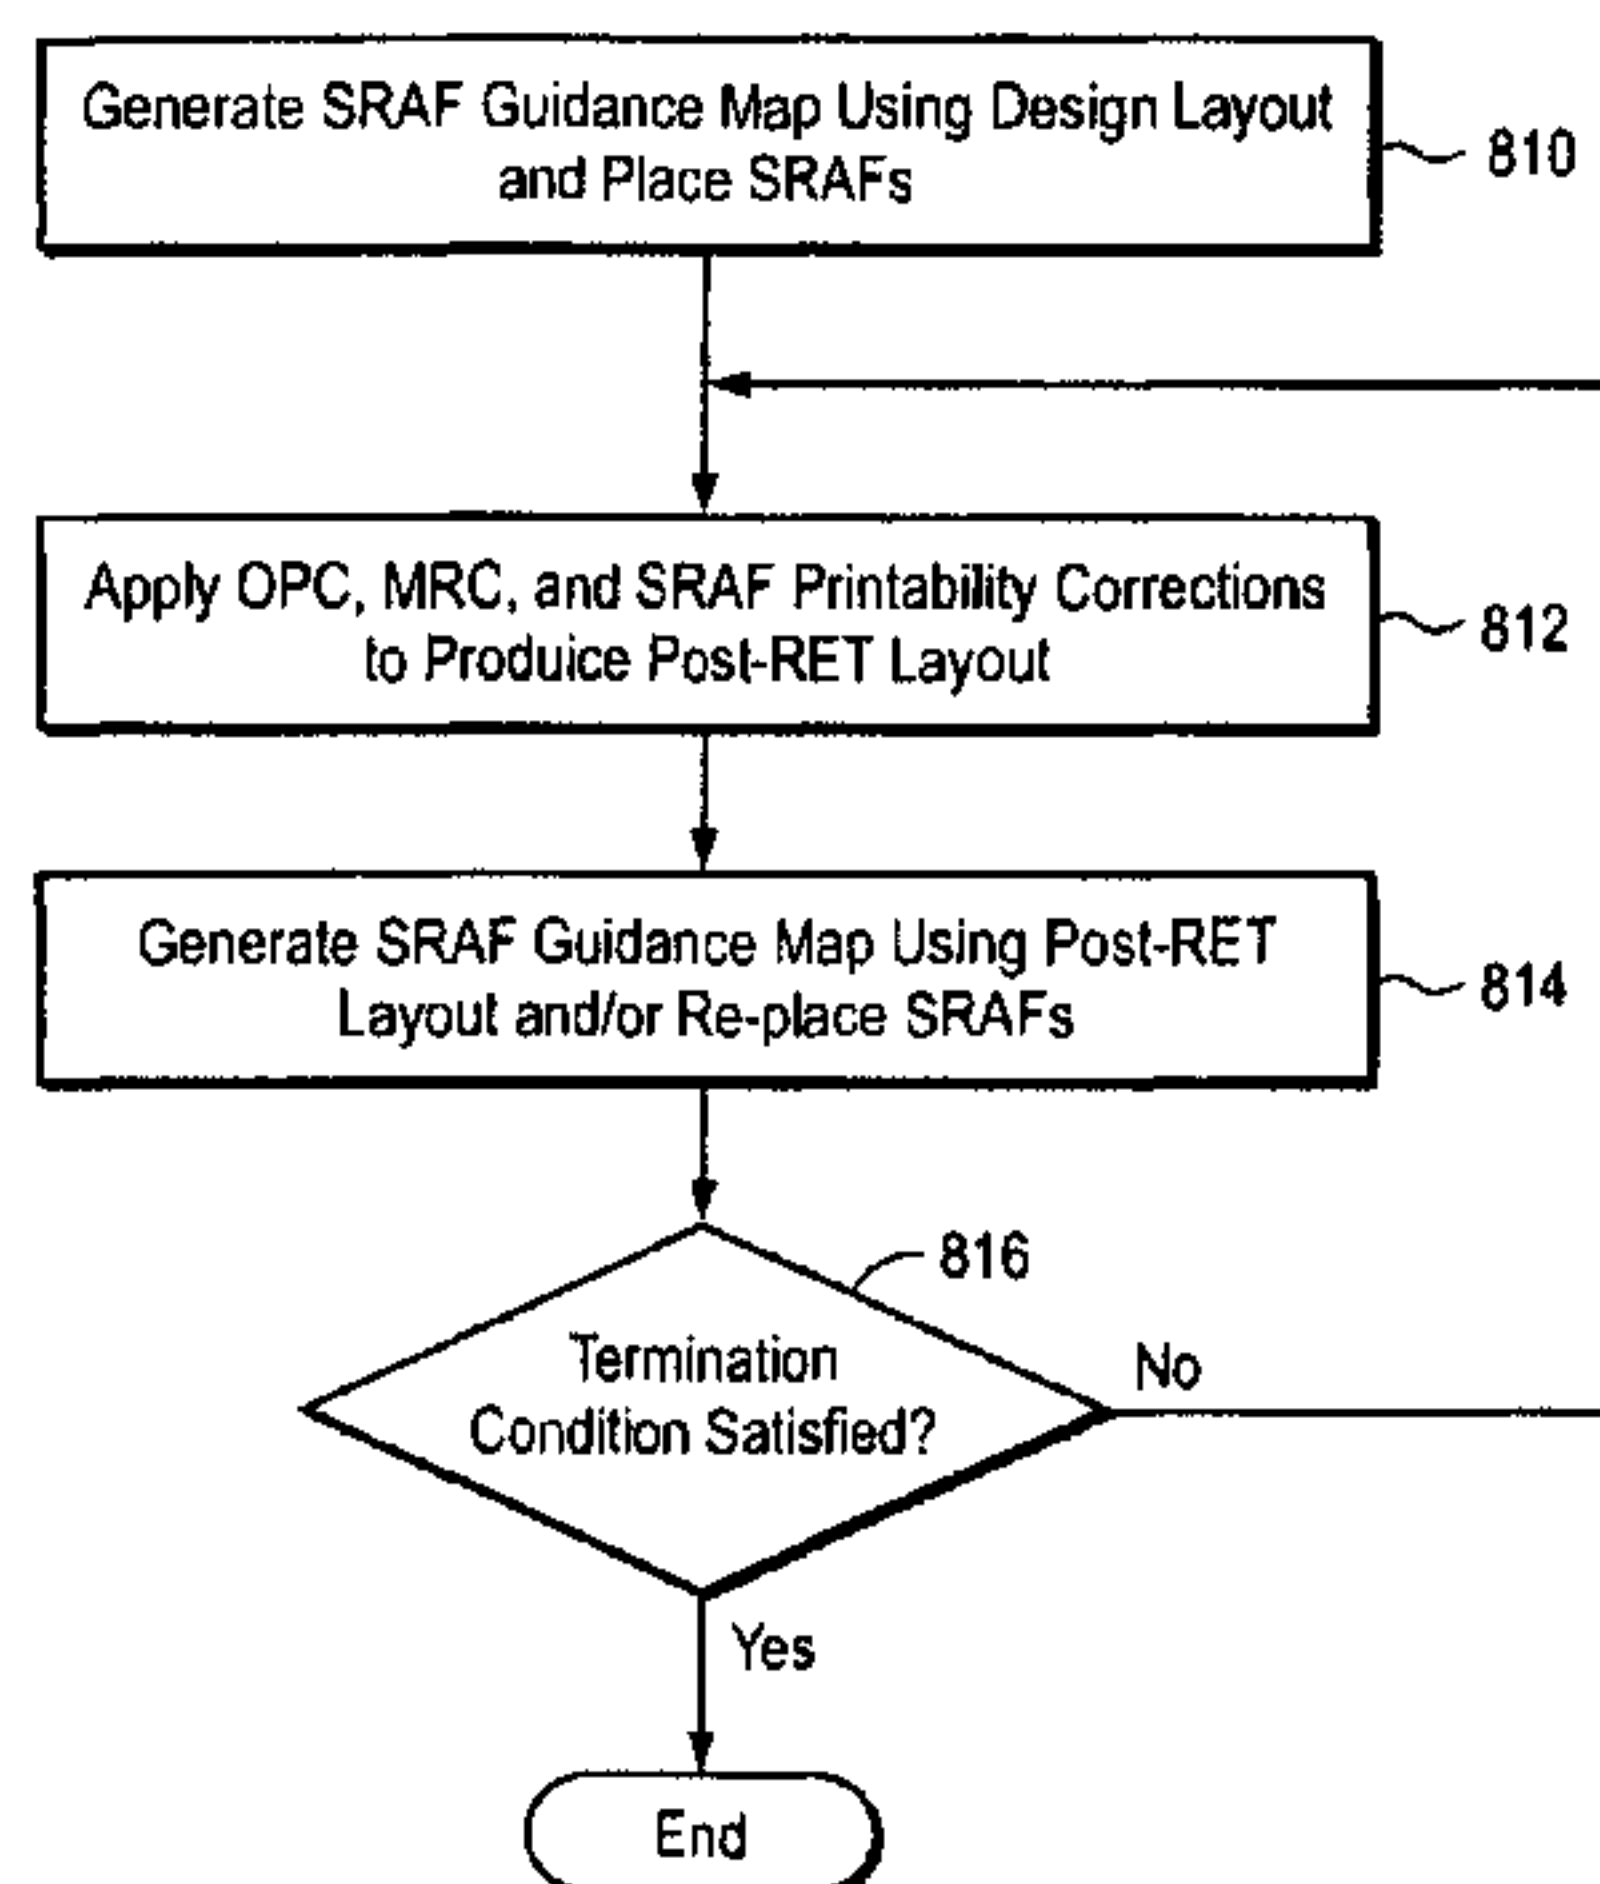 Generate SRAF Guidance Map Using Design Layout
and Place SRAFs
810
Apply OPC, MRC, and SRAF Printability Corrections
to Produice Post-RET Layout
812
Generate SRAF Guidance Map Using Post-RET
Layout and/or Re-place SRAFs
814
816
Termination
Condition Satisfied?
No
Yes
End